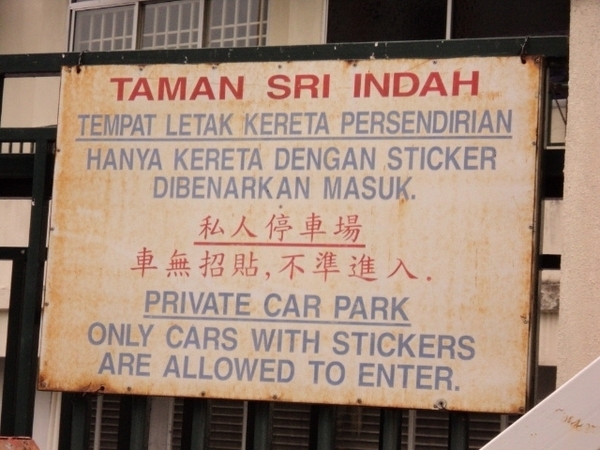 TAMAN SRI INDAH
TEMPAT LETAK KERETA PERSENDIRIAN
HANYA KERETA DENGAN STICKER
DIBENARKAN MASUK.
私人停車場
車無招貼,不準進入.
PRIVATE CAR PARK
ONLY CARS WITH STICKERS
ARE ALLOWED TO ENTER.